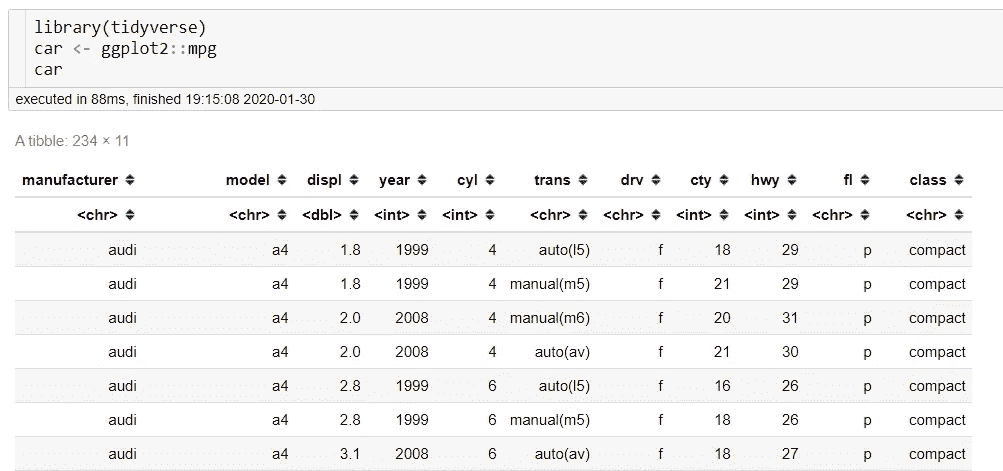 library(tidyverse)
car <- ggplot2::mpg
car
executed in 88ms, finished 19:15:08 2020-01-30
A tibble: 234 × 11
manufacturer model displ year cyl trans drv cty hwy fl class
<chr> <chr> <dbl> <int> <int> <chr> <chr> <int> <int> <chr> <chr>
audi a4 1.8 1999 4 auto(l5) f 18 29 p compact
audi a4 1.8 1999 4 manual(m5) f 21 29 p compact
audi a4 2.0 2008 4 manual(m6) f 20 31 p compact
audi a4 2.0 2008 4 auto(av) f 21 30 p compact
audi a4 2.8 1999 6 auto(l5) f 16 26 p compact
audi a4 2.8 1999 6 manual(m5) f 18 26 p compact
audi a4 3.1 2008 6 auto(av) f 18 27 p compact